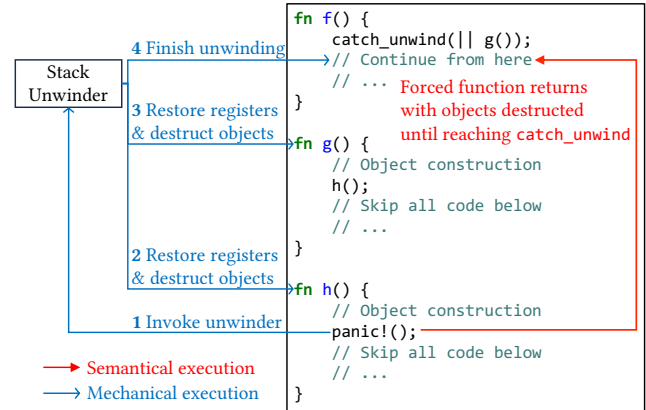 fn f() {
catch_unwind(|| g());
// Continue from here
// ...
}
Forced function returns
with objects destructed
until reaching catch_unwind
4 Finish unwinding
Stack
Unwinder
3 Restore registers
& destruct objects
fn g() {
// Object construction
h();
// Skip all code below
// ...
}
2 Restore registers
& destruct objects
fn h() {
// Object construction
1 Invoke unwinder
panic!();
// Skip all code below
// ...
}
Semantical execution
Mechanical execution